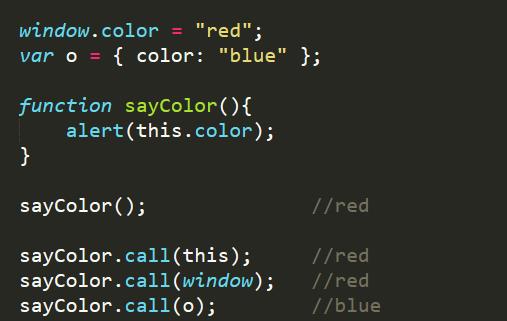 window.color = "red";
var o = { color: "blue" };
function sayColor(){
    alert(this.color);
}
sayColor();              //red
sayColor.call(this);     //red
sayColor.call(window);   //red
sayColor.call(o);        //blue